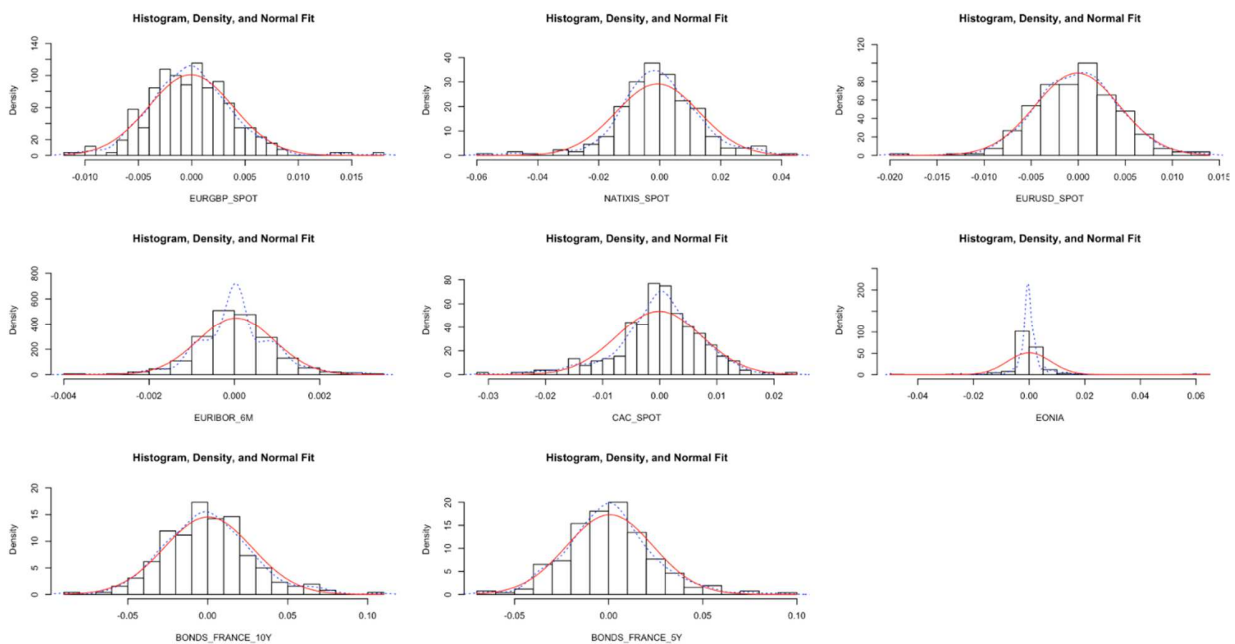 Histogram, Density, and Normal Fit
Density
0 20 60 100 140
-0.010 -0.005 0.000 0.005 0.010 0.015
EURGBP_SPOT
Histogram, Density, and Normal Fit
Density
0 10 20 30 40
-0.06 -0.04 -0.02 0.00 0.02 0.04
NATIXIS_SPOT
Histogram, Density, and Normal Fit
Density
0 20 40 60 80 120
-0.020 -0.015 -0.010 -0.005 0.000 0.005 0.010 0.015
EURUSD_SPOT
Histogram, Density, and Normal Fit
Density
0 200 400 600 800
-0.004 -0.002 0.000 0.002
EURIBOR_6M
Histogram, Density, and Normal Fit
Density
0 20 40 60 80
-0.03 -0.02 -0.01 0.00 0.01 0.02
CAC_SPOT
Histogram, Density, and Normal Fit
Density
0 50 100 200
-0.04 -0.02 0.00 0.02 0.04 0.06
EONIA
Histogram, Density, and Normal Fit
Density
0 5 10 15 20
-0.05 0.00 0.05 0.10
BONDS_FRANCE_10Y
Histogram, Density, and Normal Fit
Density
0 5 10 15 20
-0.05 0.00 0.05 0.10
BONDS_FRANCE_5Y